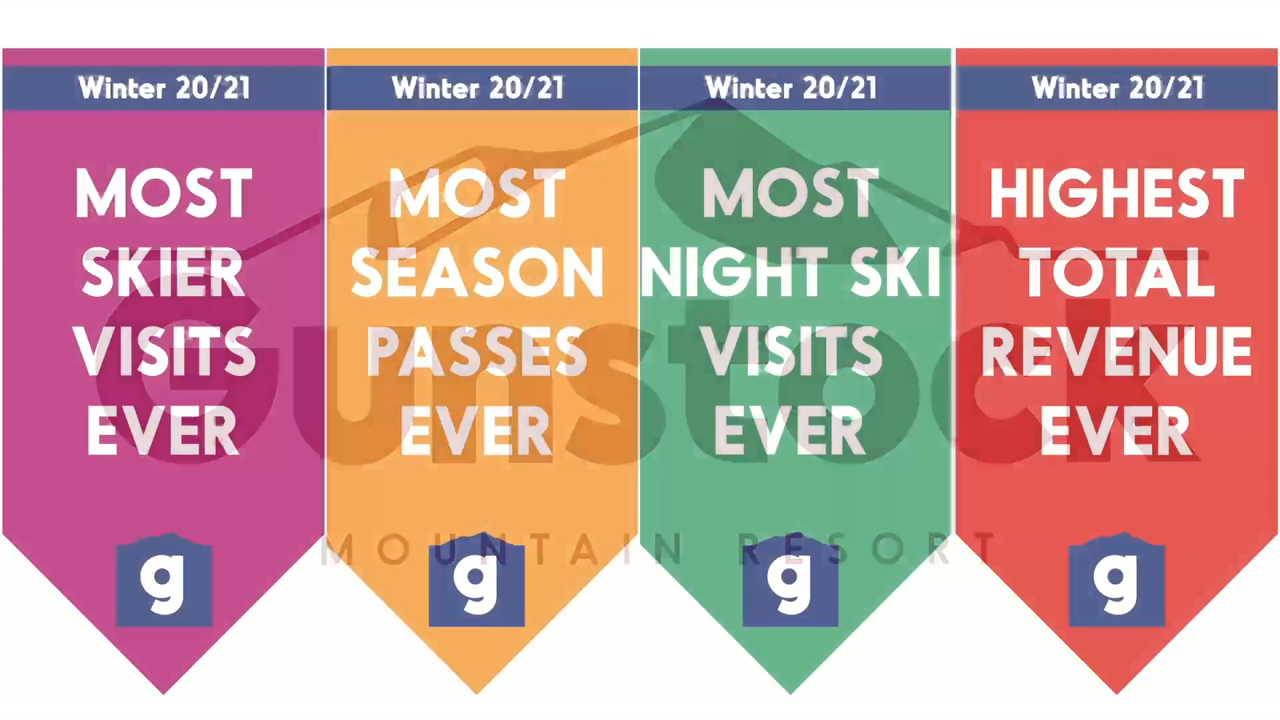 Winter 20/21
MOST
SKIER
VISITS
EVER
g
Winter 20/21
MOST
SEASON
PASSES
EVER
g
Winter 20/21
MOST
NIGHT SKI
VISITS
EVER
g
Winter 20/21
HIGHEST
TOTAL
REVENUE
EVER
g
Gunstock
MOUNTAIN RESORT